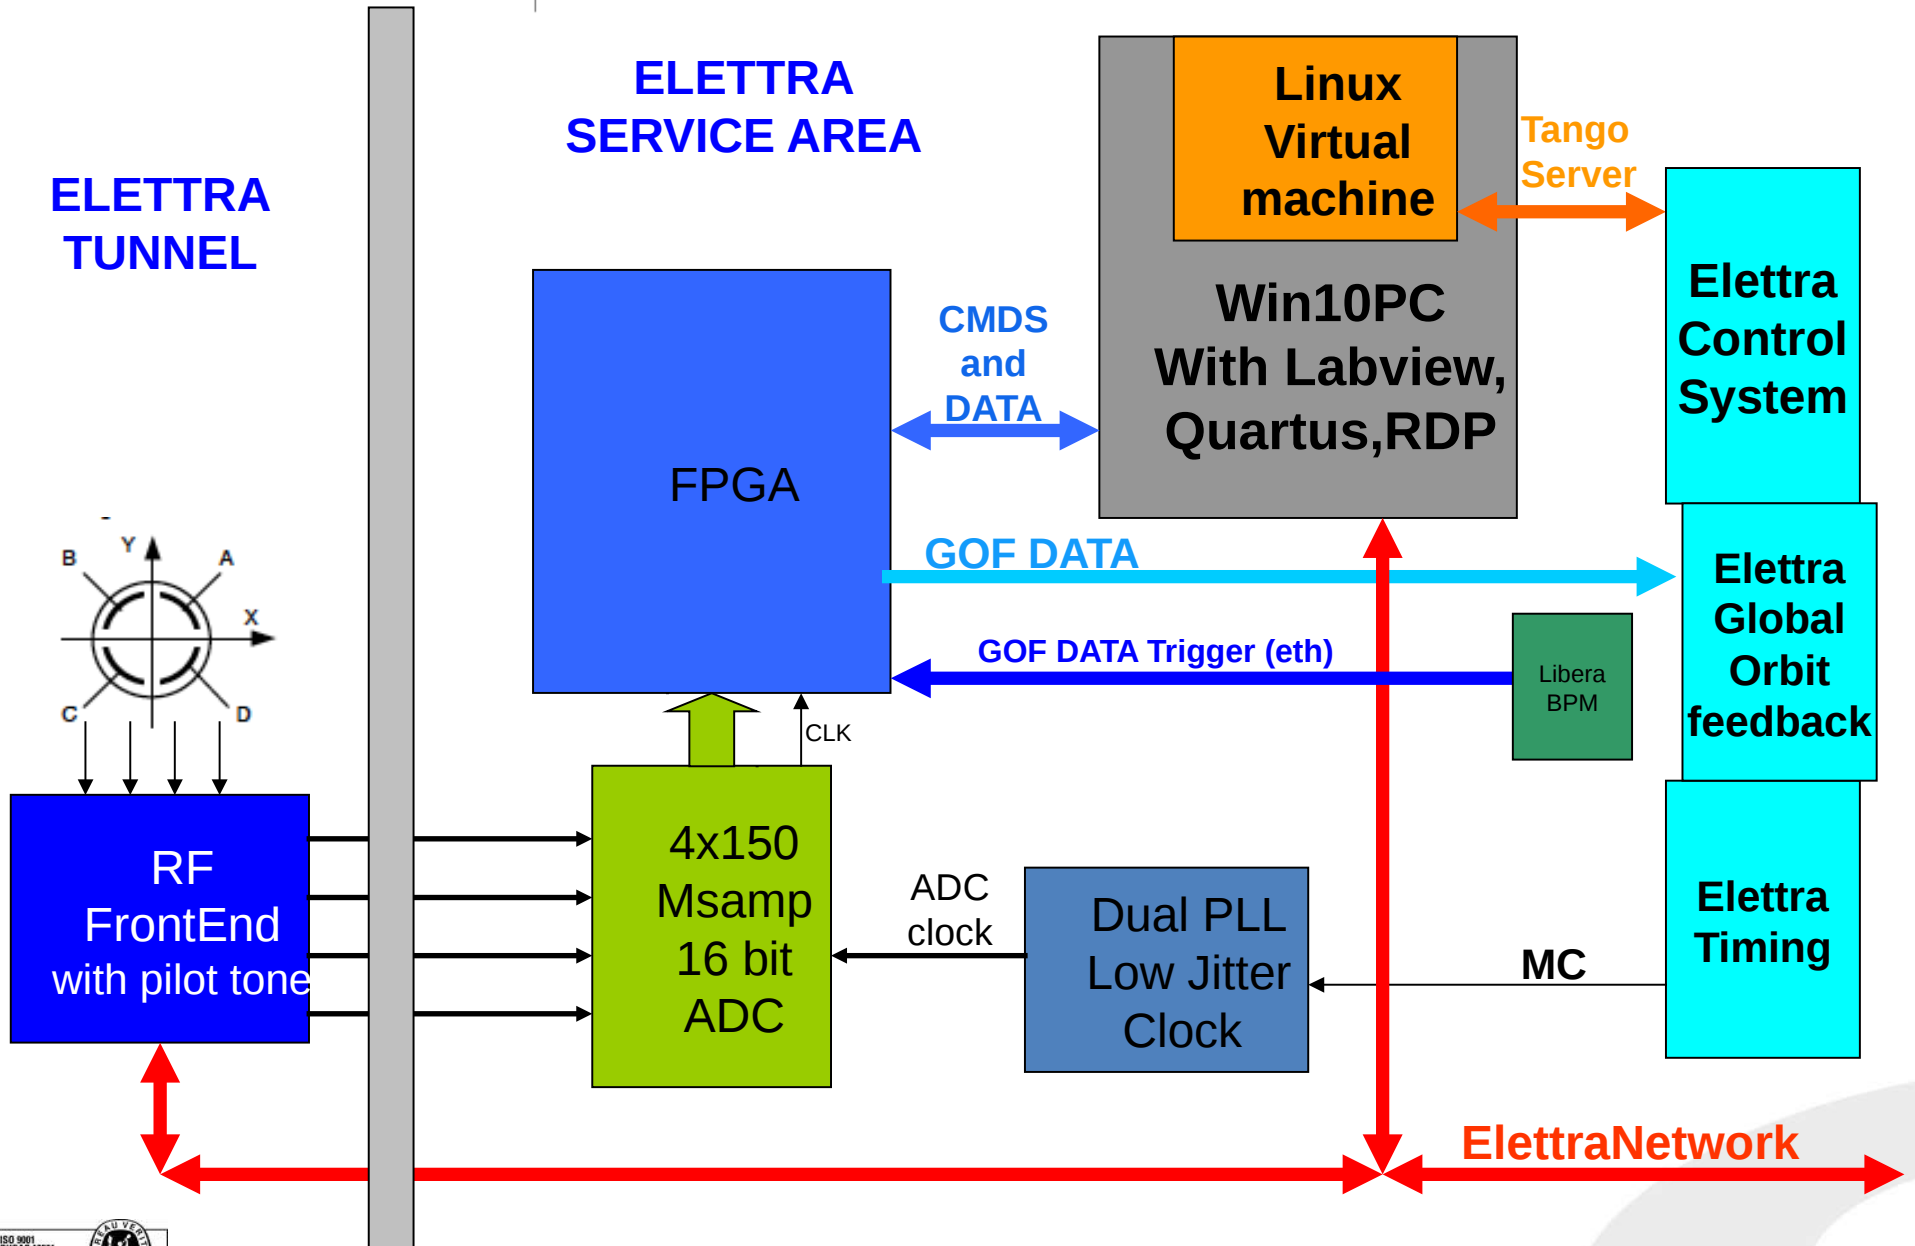 ELETTRA
SERVICE AREA
ELETTRA
TUNNEL
Linux
Virtual
machine
Tango
Server
Win10PC
With Labview,
Quartus,RDP
Elettra
Control
System
CMDS
and
DATA
FPGA
GOF DATA
GOF DATA Trigger (eth)
Libera
BPM
Elettra
Global
Orbit
feedback
B
Y
A
X
C
D
CLK
RF
FrontEnd
with pilot tone
4x150
Msamp
16 bit
ADC
ADC
clock
Dual PLL
Low Jitter
Clock
MC
Elettra
Timing
ElettraNetwork
ISO 9001